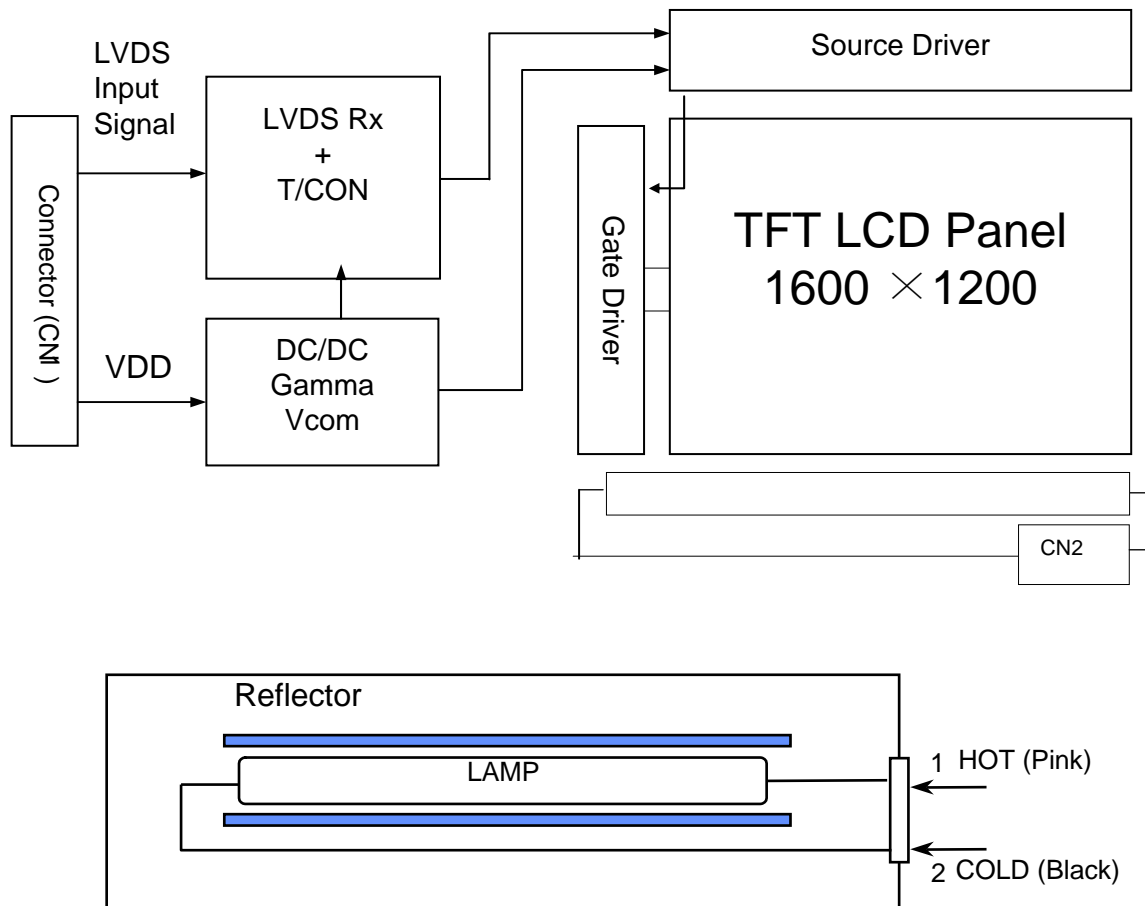 LVDS
Input
Signal
LVDS Rx
+
T/CON
Source Driver
Connector (CN1)
Gate Driver
TFT LCD Panel
1600 × 1200
VDD
DC/DC
Gamma
Vcom
CN2
Reflector
LAMP
1 HOT (Pink)
2 COLD (Black)